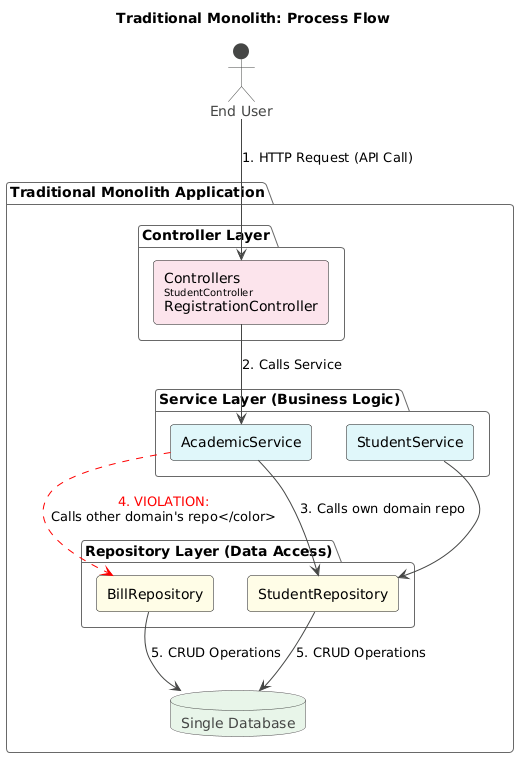 Traditional Monolith: Process Flow
End User
1. HTTP Request (API Call)
Traditional Monolith Application
Controller Layer
Controllers
StudentController
RegistrationController
2. Calls Service
Service Layer (Business Logic)
AcademicService
StudentService
4. VIOLATION:
Calls other domain's repo</color>
3. Calls own domain repo
Repository Layer (Data Access)
BillRepository
StudentRepository
5. CRUD Operations
5. CRUD Operations
Single Database